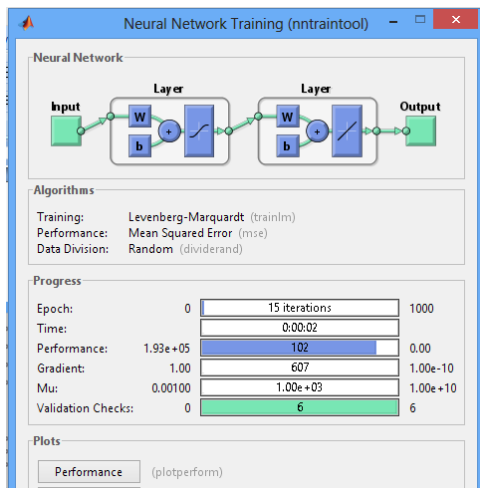 Neural Network Training (nntraintool)
Neural Network
Layer Layer
Input Output
W W
b b
Algorithms
Training: Levenberg-Marquardt (trainlm)
Performance: Mean Squared Error (mse)
Data Division: Random (dividerand)
Progress
Epoch: 0 15 iterations 1000
Time: 0:00:02
Performance: 1.93e+05 102 0.00
Gradient: 1.00 607 1.00e-10
Mu: 0.00100 1.00e+03 1.00e+10
Validation Checks: 0 6 6
Plots
Performance (plotperform)